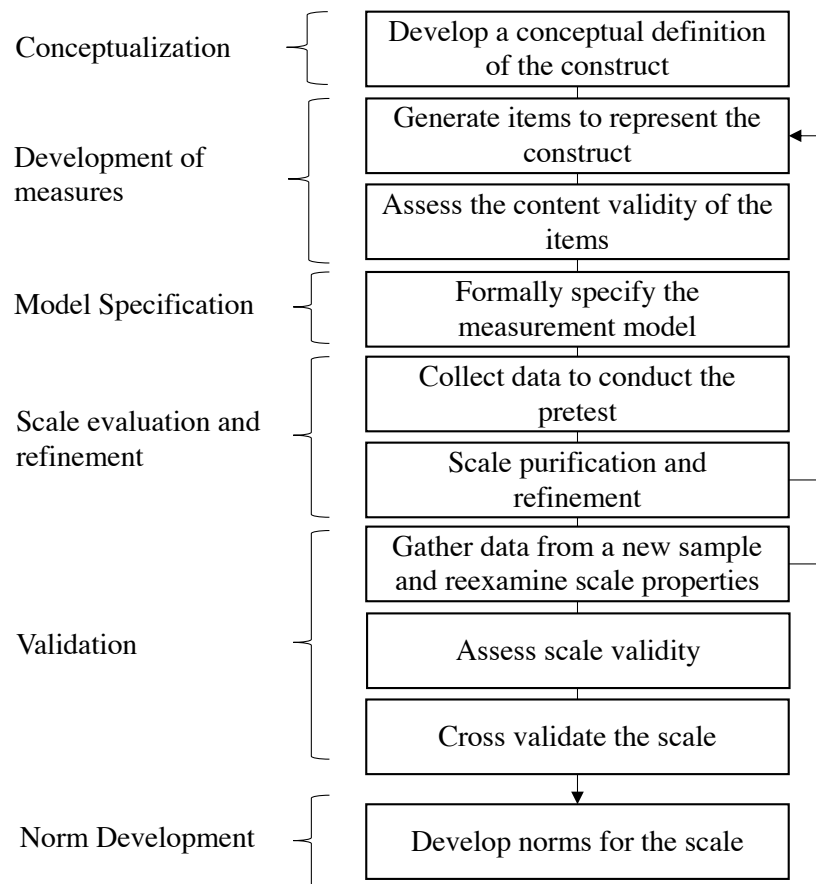 Conceptualization
Develop a conceptual definition
of the construct
Development of
measures
Generate items to represent the
construct
Assess the content validity of the
items
Model Specification
Formally specify the
measurement model
Scale evaluation and
refinement
Collect data to conduct the
pretest
Scale purification and
refinement
Validation
Gather data from a new sample
and reexamine scale properties
Assess scale validity
Cross validate the scale
Norm Development
Develop norms for the scale